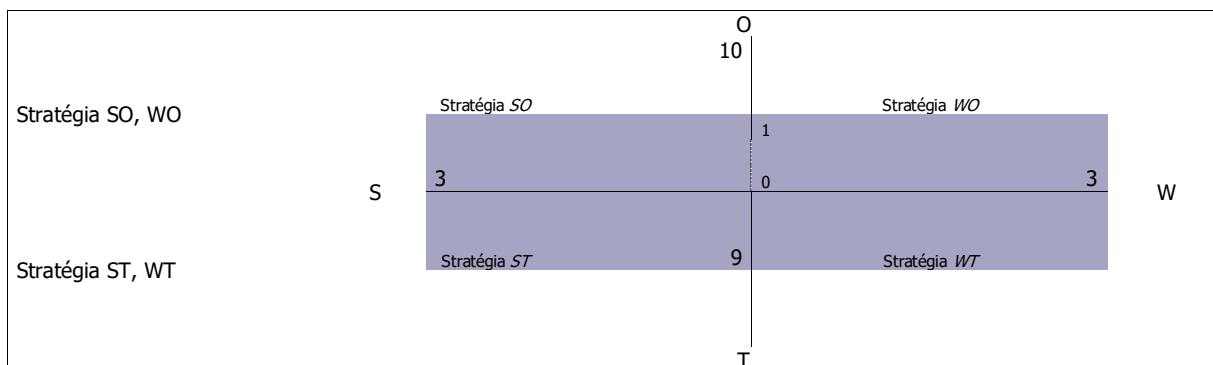 O
10
Stratégia SO, WO
Stratégia SO
Stratégia WO
1
S
3
0
3
W
Stratégia ST, WT
Stratégia ST
9
Stratégia WT
T